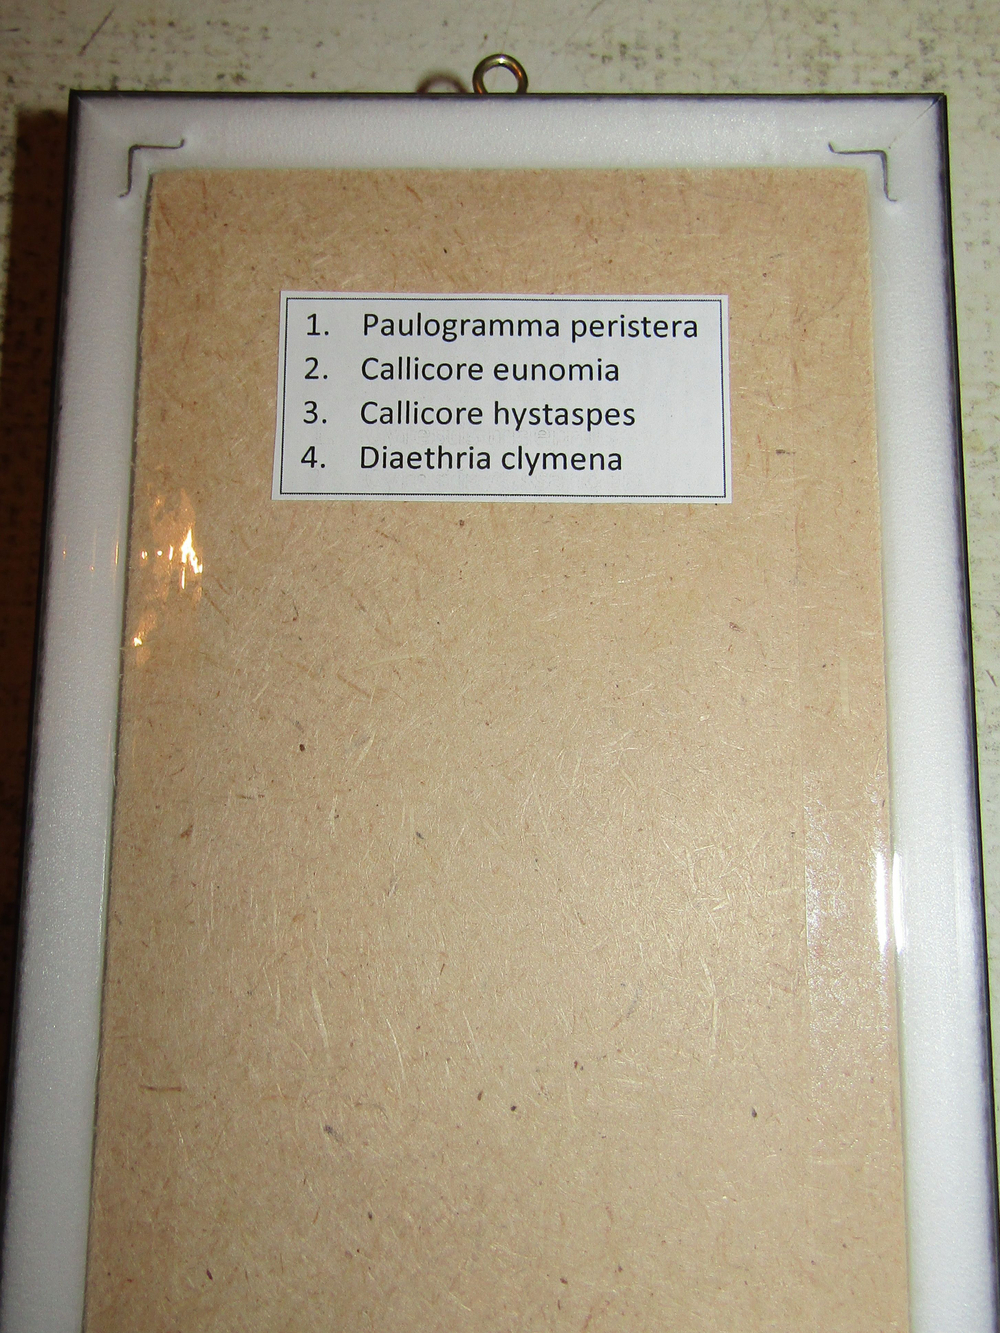 1. Paulogramma peristera
2. Callicore eunomia
3. Callicore hystaspes
4. Diaethria clymena